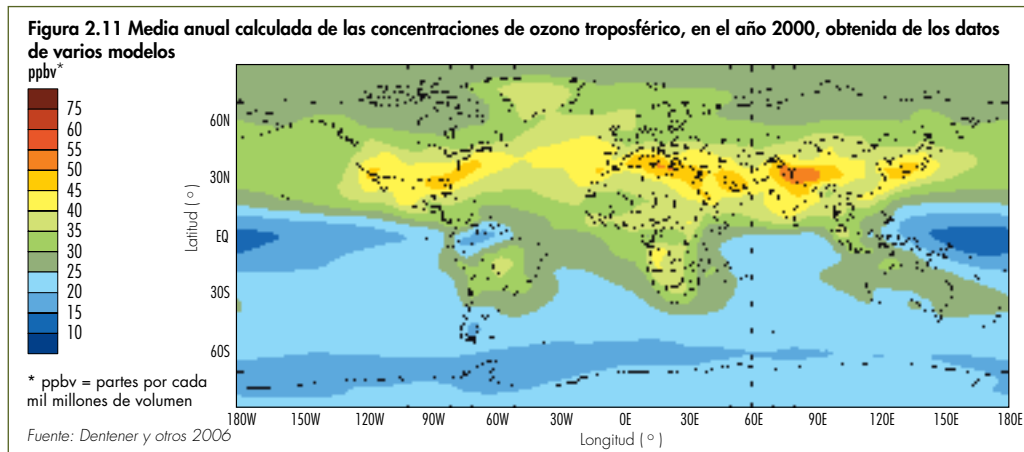 Figura 2.11 Media anual calculada de las concentraciones de ozono troposférico, en el año 2000, obtenida de los datos
de varios modelos
ppbv*
75
60
55
50
45
40
35
30
25
20
15
10
* ppbv = partes por cada
mil millones de volumen
Fuente: Dentener y otros 2006
Latitud ( º )
60N
30N
EQ
30S
60S
180W 150W 120W 90W 60W 30W 0E 30E 60E 90E 120E 150E 180E
Longitud ( º )